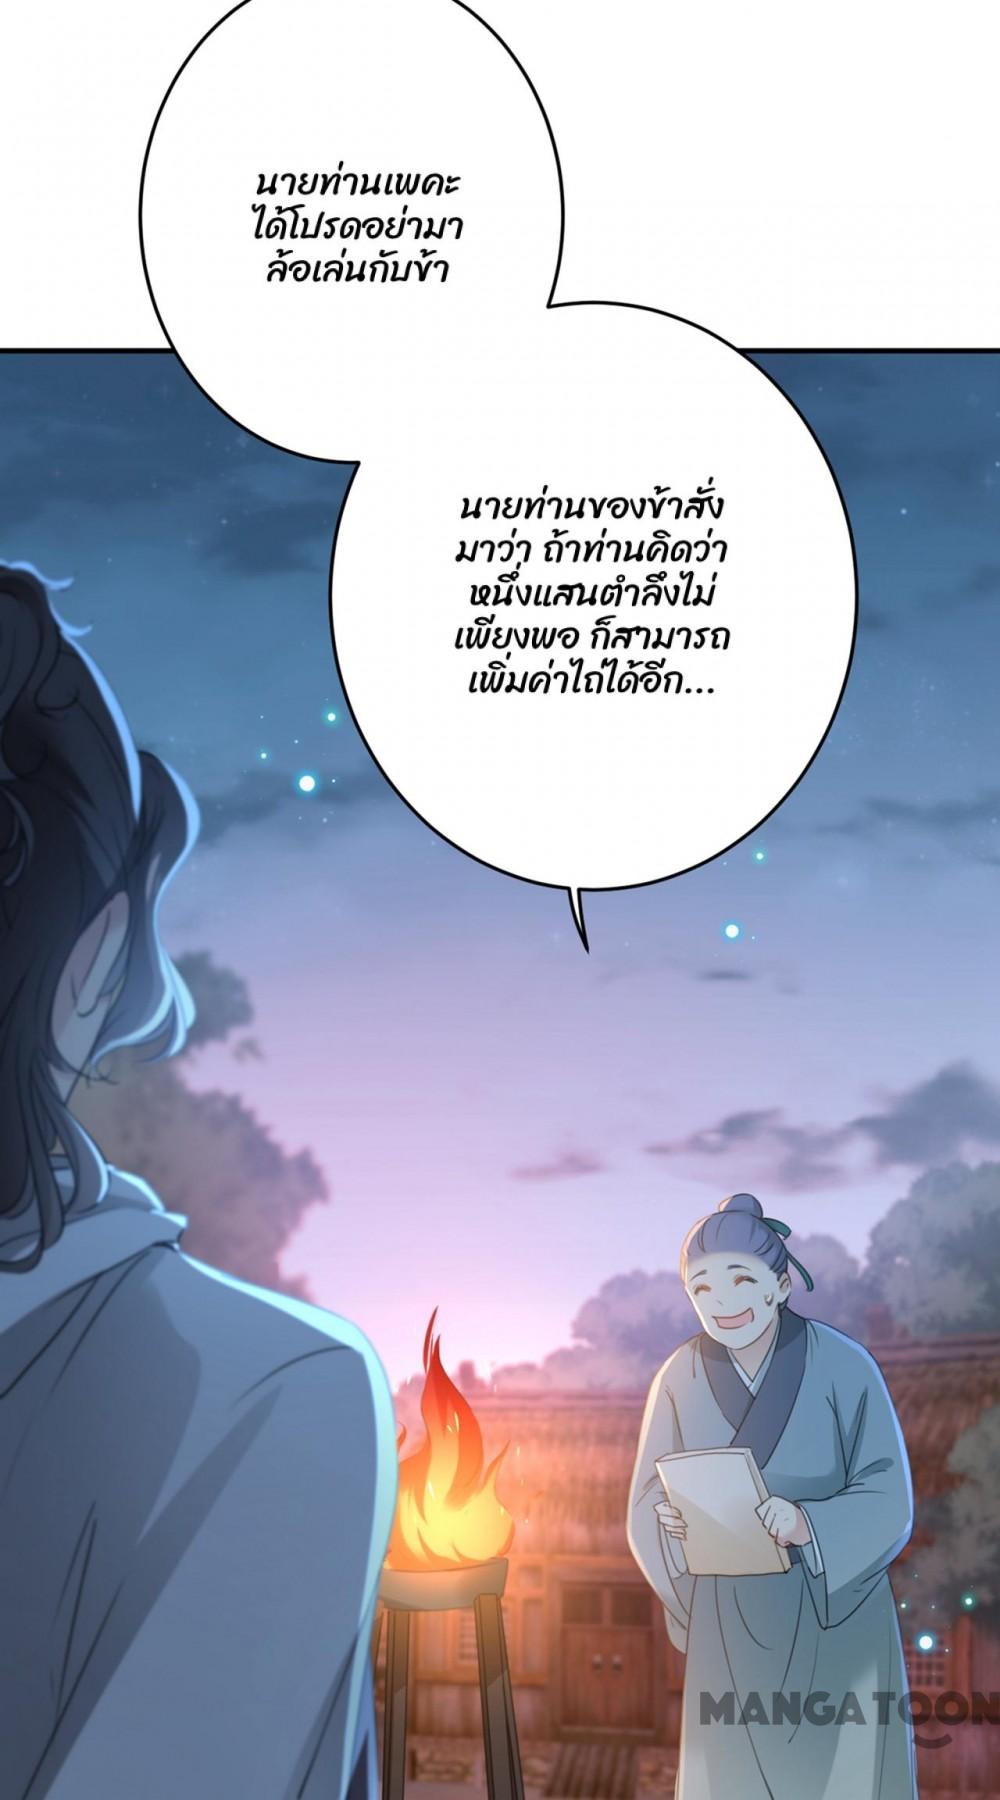 นายท่านเพคะ
ได้โปรดอย่ามา
ล้อเล่นกับข้า
นายท่านของข้าสั่ง
มาว่า ถ้าท่านคิดว่า
หนึ่งแสนตำลึงไม่
เพียงพอ ก็สามารถ
เพิ่มค่าไถ่ได้อีก...
MANGA TOON